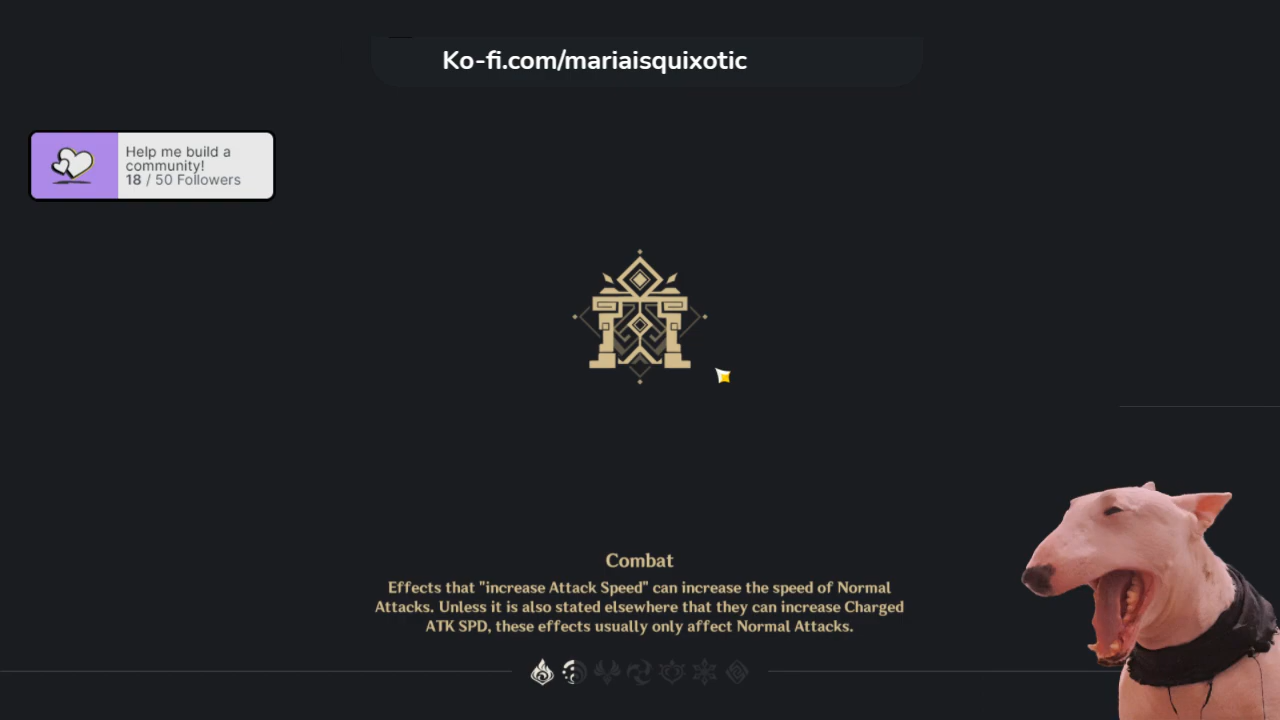 Ko-fi.com/mariaisquixotic
Help me build a
community!
18 / 50 Followers
Combat
Effects that "increase Attack Speed" can increase the speed of Normal
Attacks. Unless it is also stated elsewhere that they can increase Charged
ATK SPD, these effects usually only affect Normal Attacks.